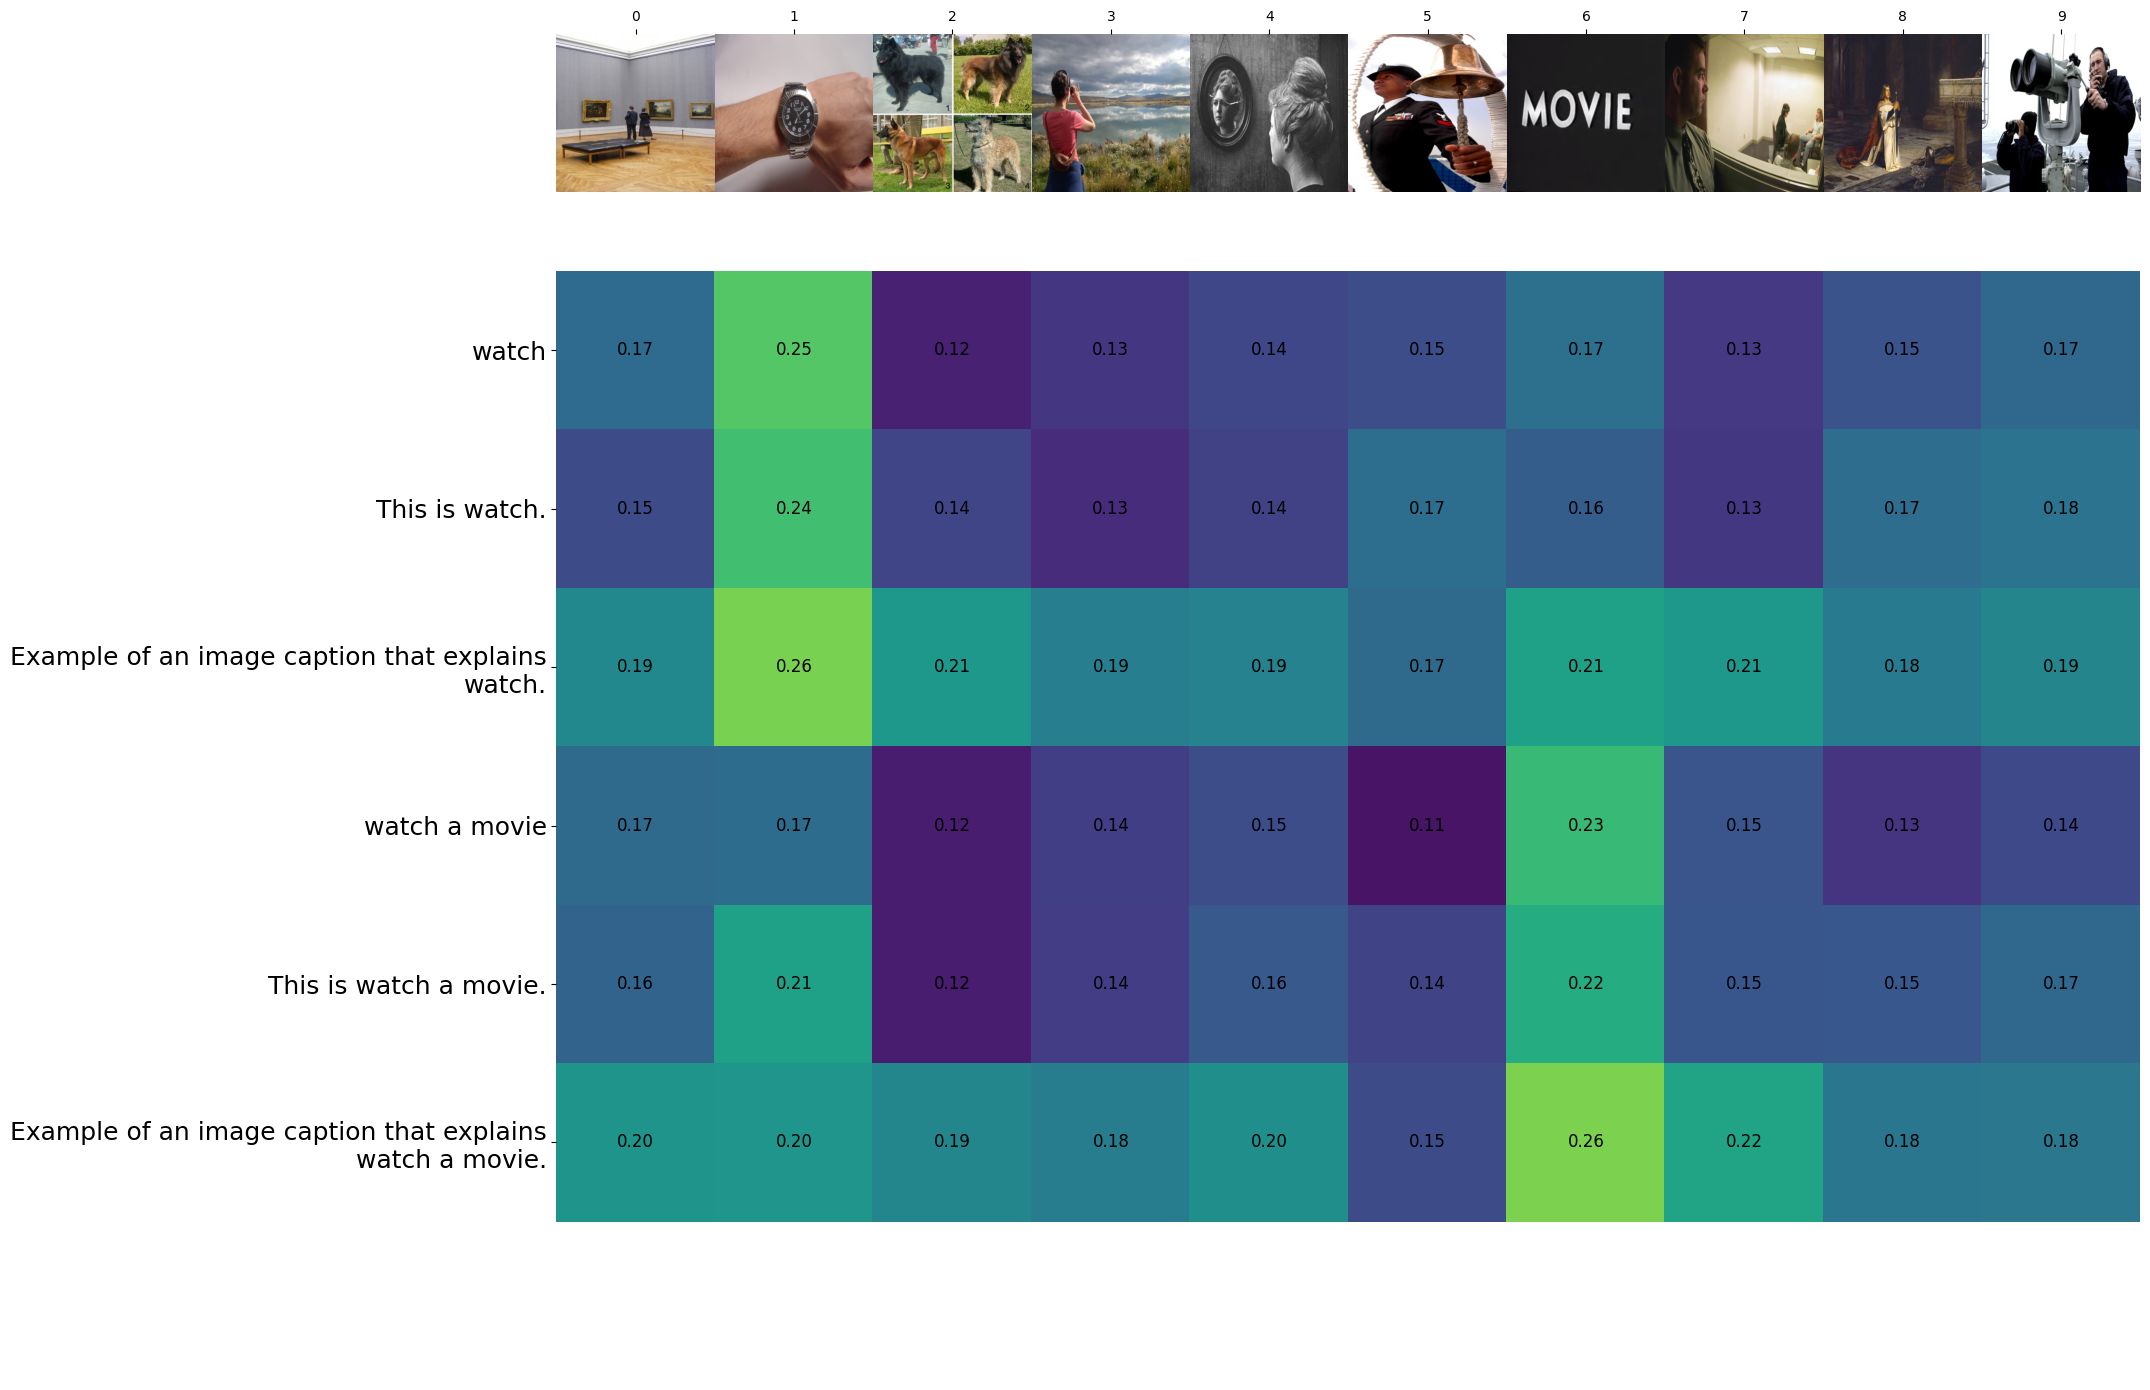 0 1 2 3 4 5 6 7 8 9
1 2
3 4
MOVIE
watch 0.17 0.25 0.12 0.13 0.14 0.15 0.17 0.13 0.15 0.17
This is watch. 0.15 0.24 0.14 0.13 0.14 0.17 0.16 0.13 0.17 0.18
Example of an image caption that explains
watch. 0.19 0.26 0.21 0.19 0.19 0.17 0.21 0.21 0.18 0.19
watch a movie 0.17 0.17 0.12 0.14 0.15 0.11 0.23 0.15 0.13 0.14
This is watch a movie. 0.16 0.21 0.12 0.14 0.16 0.14 0.22 0.15 0.15 0.17
Example of an image caption that explains
watch a movie. 0.20 0.20 0.19 0.18 0.20 0.15 0.26 0.22 0.18 0.18